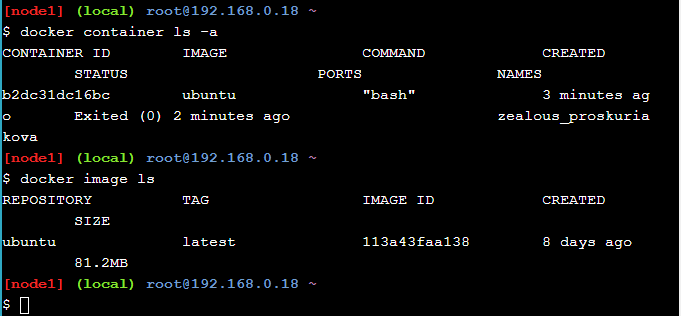 [node1] (local) root@192.168.0.18 ~
$ docker container ls -a
CONTAINER ID        IMAGE               COMMAND             CREATED
        STATUS                     PORTS               NAMES
b2dc31dc16bc        ubuntu              "bash"              3 minutes ag
o       Exited (0) 2 minutes ago                       zealous_proskuria
kova
[node1] (local) root@192.168.0.18 ~
$ docker image ls
REPOSITORY          TAG                 IMAGE ID            CREATED
        SIZE
ubuntu              latest              113a43faa138        8 days ago
        81.2MB
[node1] (local) root@192.168.0.18 ~
$